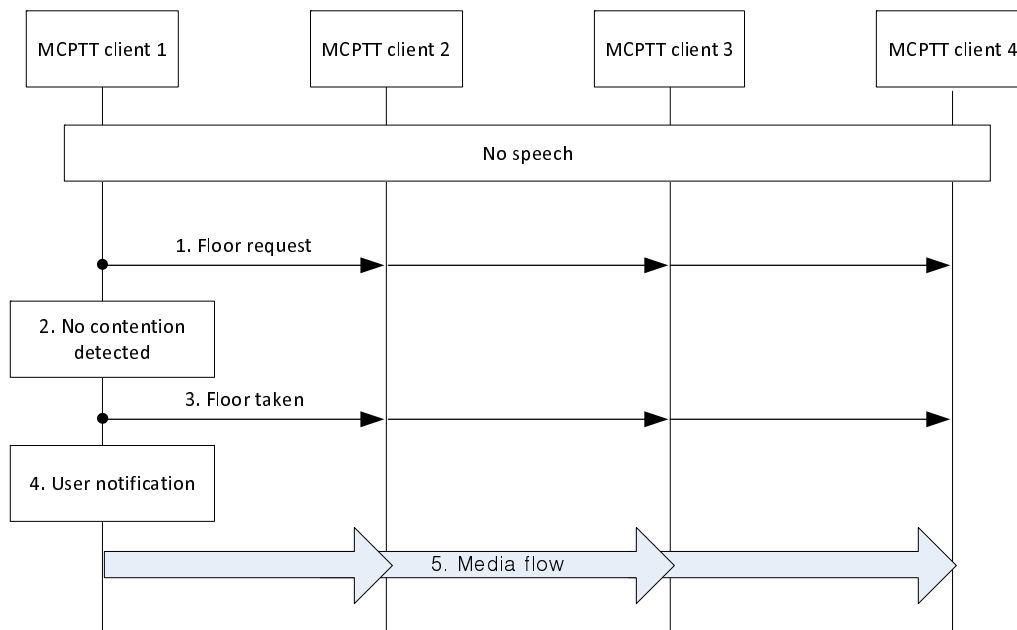 MCPTT client 1
MCPTT client 2
MCPTT client 3
MCPTT client 4
No speech
1. Floor request
2. No contention
detected
3. Floor taken
4. User notification
5. Media flow